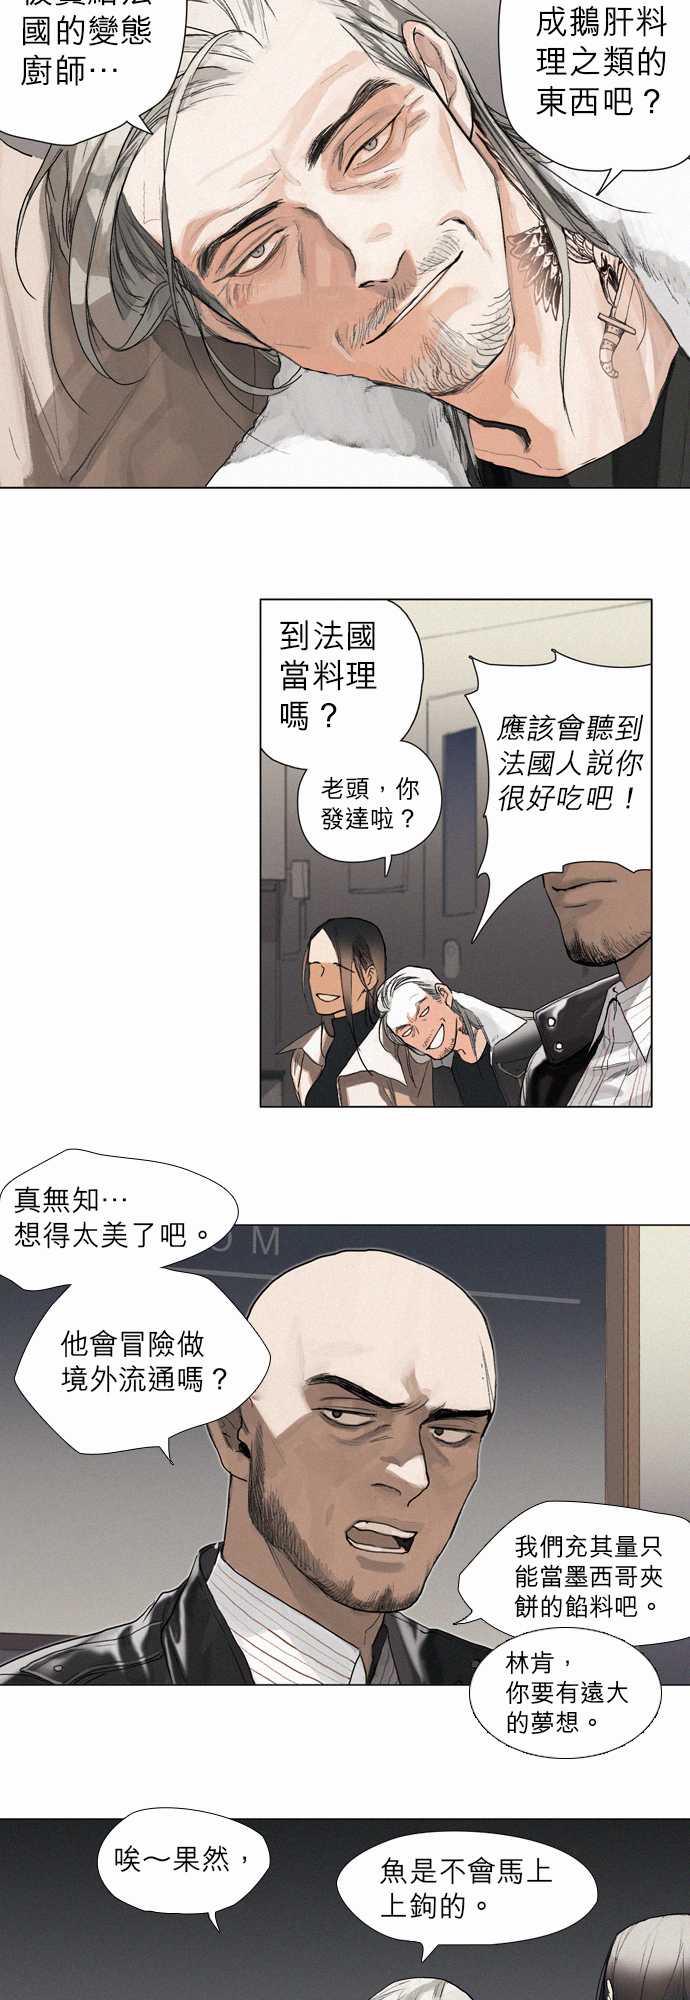 國的變態
廚師…
成鵝肝料
理之類的
東西吧？
到法國
當料理
嗎？
老頭，你
發達啦？
應該會聽到
法國人說你
很好吃吧！
真無知…
想得太美了吧。
OM
他會冒險做
境外流通嗎？
我們充其量只
能當墨西哥夾
餅的餡料吧。
林肯，
你要有遠大
的夢想。
唉～果然，
魚是不會馬上
上鉤的。